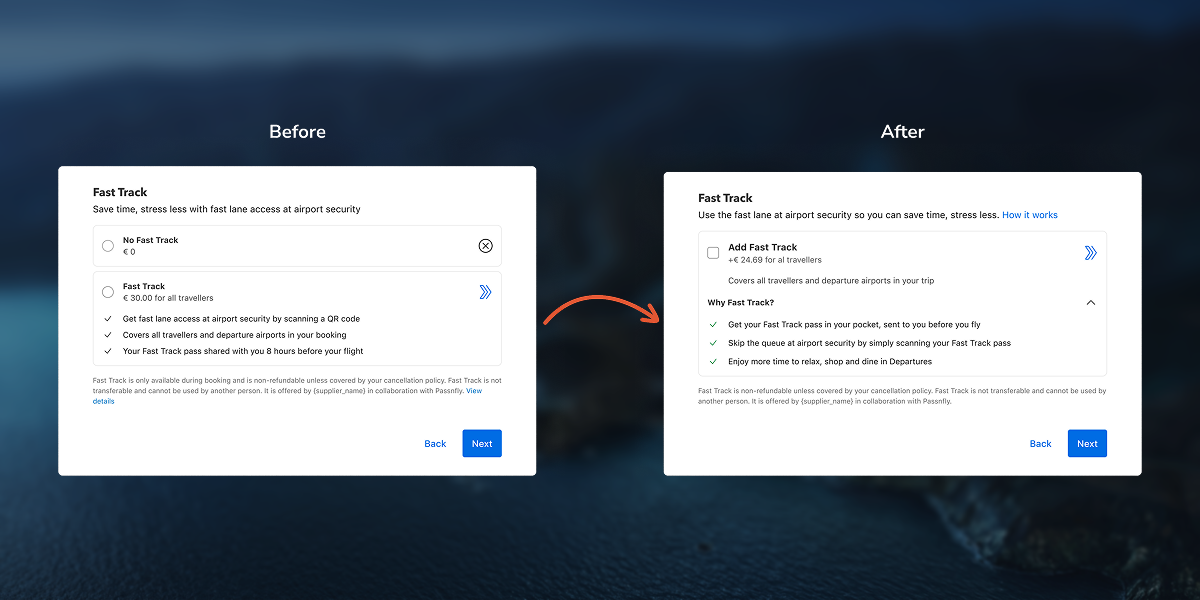 Before
Fast Track
Save time, stress less with fast lane access at airport security
No Fast Track
€ 0
Fast Track
€ 30.00 for all travellers
Get fast lane access at airport security by scanning a QR code
Covers all travellers and departure airports in your booking
Your Fast Track pass shared with you 8 hours before your flight
Fast Track is only available during booking and is non-refundable unless covered by your cancellation policy. Fast Track is not
transferable and cannot be used by another person. It is offered by {supplier_name} in collaboration with Passnfly. View
details
Back
Next
After
Fast Track
Use the fast lane at airport security so you can save time, stress less. How it works
Add Fast Track
+€ 24.69 for al travellers
Covers all travellers and departure airports in your trip
Why Fast Track?
Get your Fast Track pass in your pocket, sent to you before you fly
Skip the queue at airport security by simply scanning your Fast Track pass
Enjoy more time to relax, shop and dine in Departures
Fast Track is non-refundable unless covered by your cancellation policy. Fast Track is not transferable and cannot be used by
another person. It is offered by {supplier_name} in collaboration with Passnfly.
Back
Next